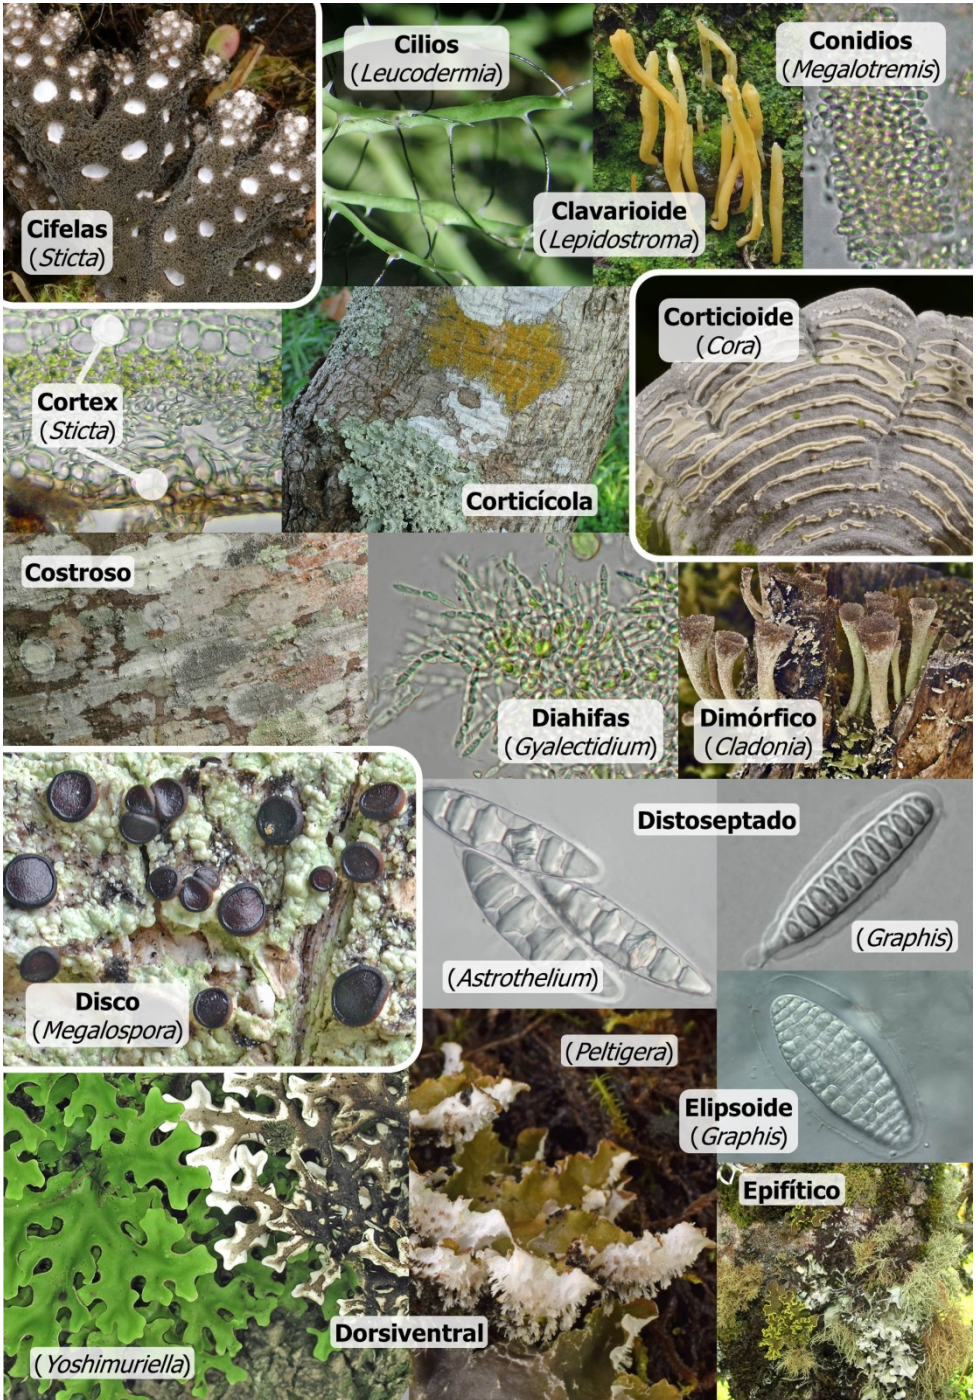 Cilios
(Leucodermia)
Conidios
(Megalotremis)
Cifelas
(Sticta)
Clavarioide
(Lepidostroma)
Corticioide
(Cora)
Cortex
(Sticta)
Corticícola
Costroso
Diahifas
(Gyalectidium)
Dimórfico
(Cladonia)
Distoseptado
(Graphis)
(Astrothelium)
Disco
(Megalospora)
(Peltigera)
Elipsoide
(Graphis)
Epifítico
Dorsiventral
(Yoshimuriella)